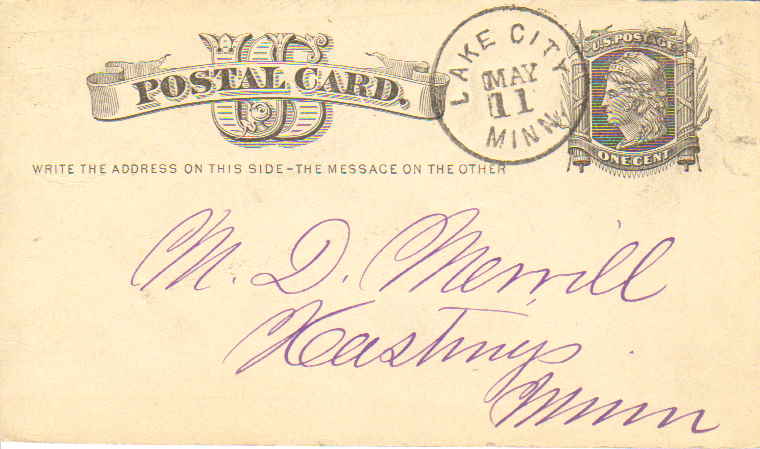 US
POSTAL CARD.
LAKE CITY
MAY
11
MINN
U.S. POSTAGE
ONE CENT
WRITE THE ADDRESS ON THIS SIDE-THE MESSAGE ON THE OTHER
M. D. Merrill
Hastings
Minn